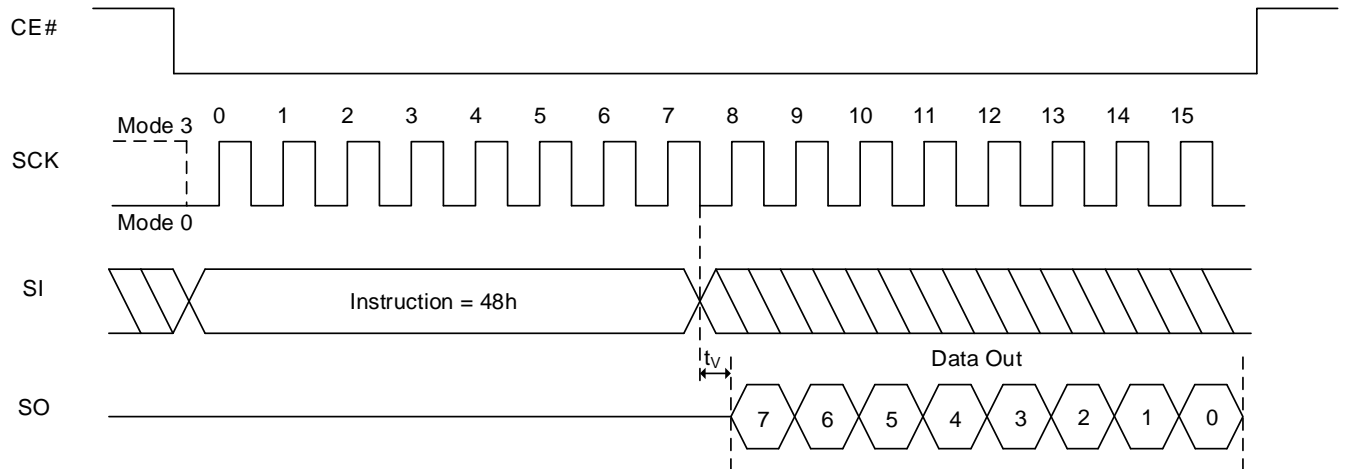 CE#
0 1 2 3 4 5 6 7 8 9 10 11 12 13 14 15
Mode 3
SCK
Mode 0
SI
Instruction = 48h
tV
Data Out
SO
7 6 5 4 3 2 1 0